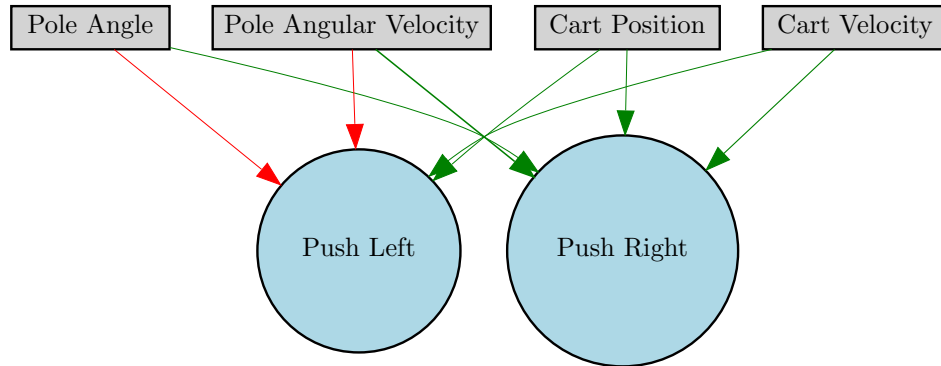 Pole Angle
Pole Angular Velocity
Cart Position
Cart Velocity
Push Left
Push Right